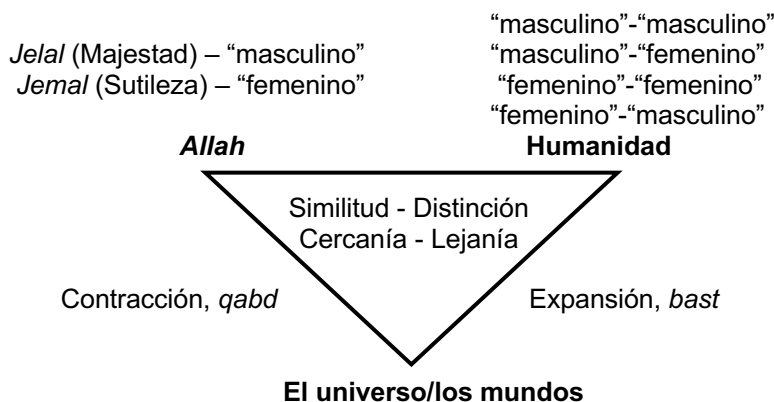 Jelal (Majestad) – “masculino”
Jemal (Sutileza) – “femenino”
Allah
“masculino”-“masculino”
“masculino”-“femenino”
“femenino”-“femenino”
“femenino”-“masculino”
Humanidad
Similitud - Distinción
Cercanía - Lejanía
Contracción, qabd
Expansión, bast
El universo/los mundos